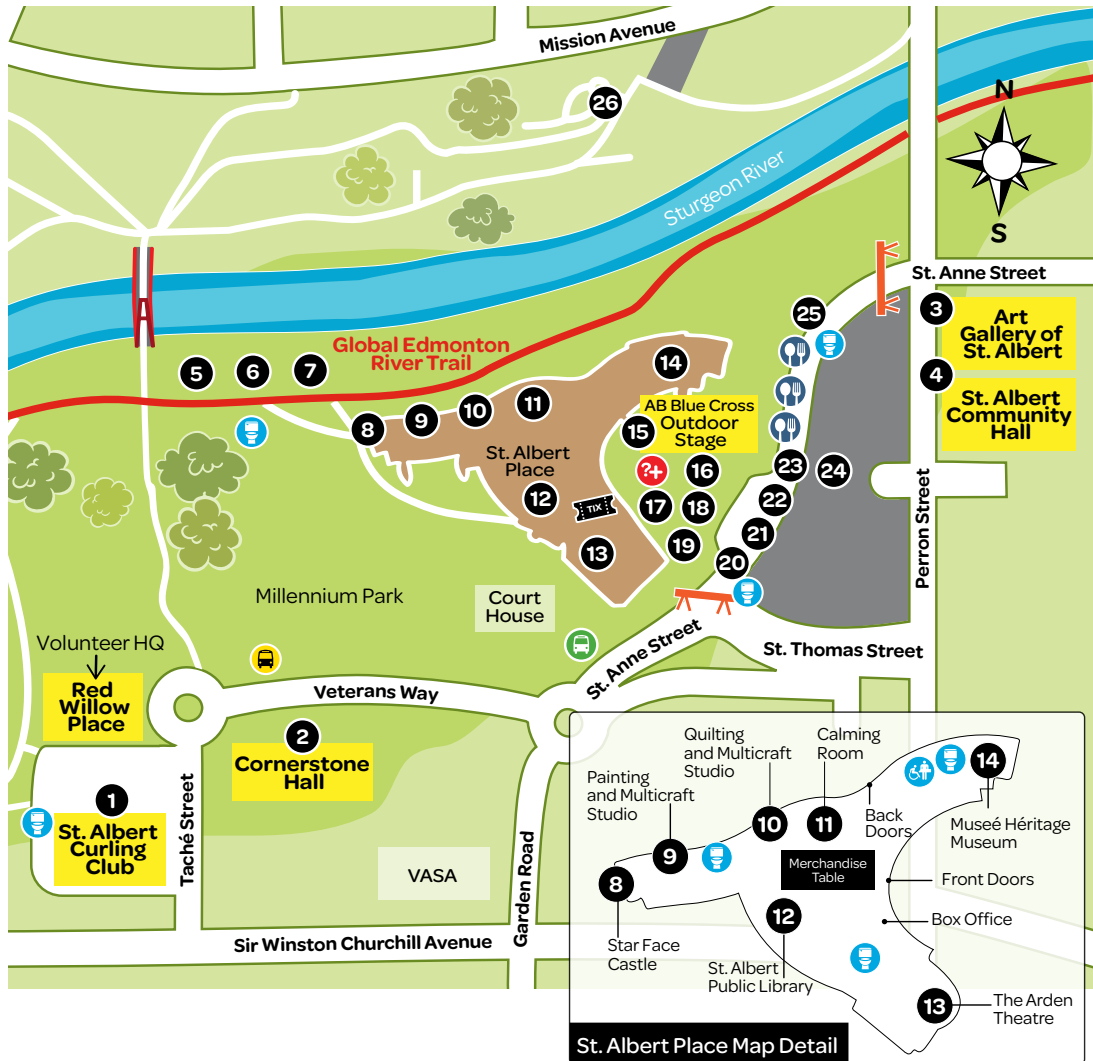 Mission Avenue
26
N
Sturgeon River
S
St. Anne Street
25
3
Art
Gallery of
St. Albert
Global Edmonton
River Trail
5
6
7
14
4
St. Albert
Community
Hall
8
9
10
11
AB Blue Cross
Outdoor
Stage
15
St. Albert
Place
?+
16
23
24
12
TIX
17
18
22
13
19
21
20
Perron Street
Millennium Park
Court
House
St. Anne Street
St. Thomas Street
Volunteer HQ
Red
Willow
Place
Veterans Way
2
Cornerstone
Hall
1
St. Albert
Curling
Club
Taché Street
VASA
Garden Road
Sir Winston Churchill Avenue
Quilting
and Multicraft
Studio
Calming
Room
Painting
and Multicraft
Studio
14
10
11
Back
Doors
Museé Héritage
Museum
9
Merchandise
Table
8
Front Doors
12
Box Office
Star Face
Castle
St. Albert
Public Library
13
The Arden
Theatre
St. Albert Place Map Detail